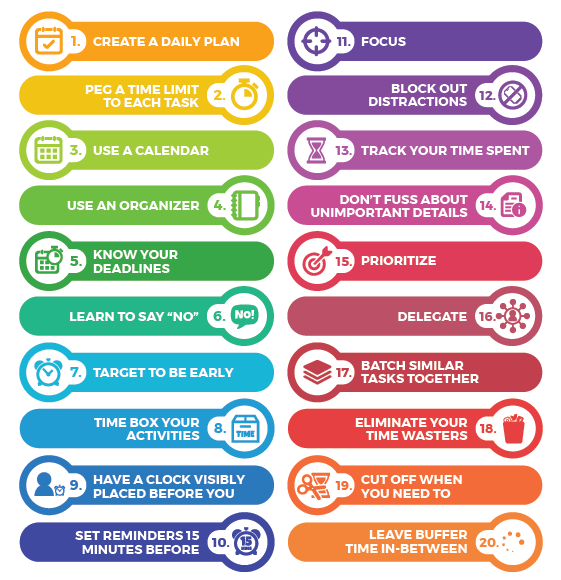 1. CREATE A DAILY PLAN
PEG A TIME LIMIT
TO EACH TASK
2.
3. USE A CALENDAR
USE AN ORGANIZER 4.
5. KNOW YOUR
DEADLINES
LEARN TO SAY “NO” 6. No!
7. TARGET TO BE EARLY
TIME BOX YOUR
ACTIVITIES
8. TIME
9. HAVE A CLOCK VISIBLY
PLACED BEFORE YOU
SET REMINDERS 15
MINUTES BEFORE
10. 15
MINS
11. FOCUS
BLOCK OUT
DISTRACTIONS
12.
13. TRACK YOUR TIME SPENT
DON'T FUSS ABOUT
UNIMPORTANT DETAILS
14.
15. PRIORITIZE
DELEGATE 16.
17. BATCH SIMILAR
TASKS TOGETHER
ELIMINATE YOUR
TIME WASTERS
18.
19. CUT OFF WHEN
YOU NEED TO
LEAVE BUFFER
TIME IN-BETWEEN
20.